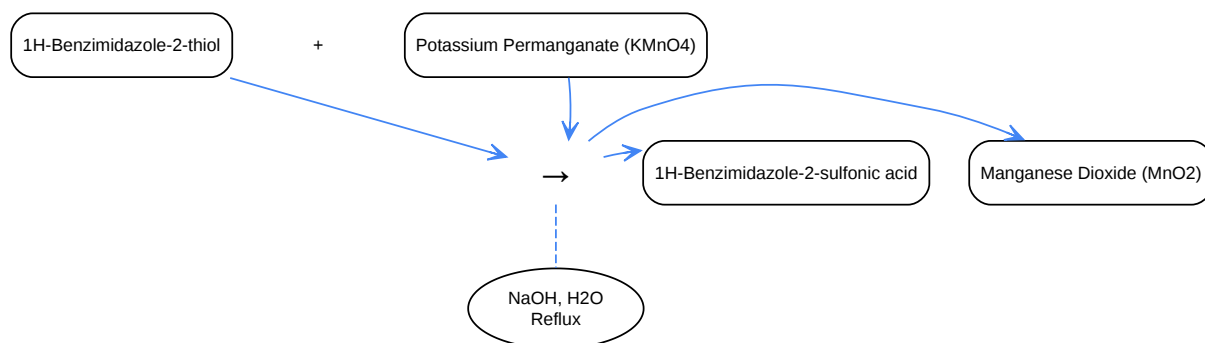 1H-Benzimidazole-2-thiol
+
Potassium Permanganate (KMnO4)
→
1H-Benzimidazole-2-sulfonic acid
Manganese Dioxide (MnO2)
NaOH, H2O
Reflux